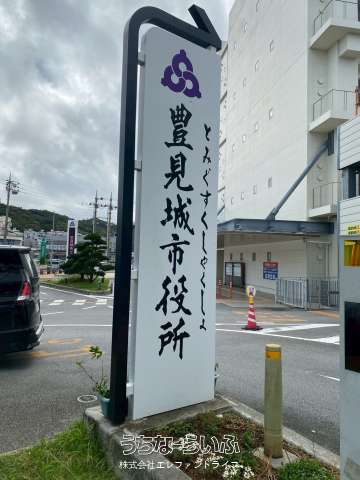 豊見城市役所
とみぐすくしやくしょ
うちなーらいふ
株式会社エレファントライフ